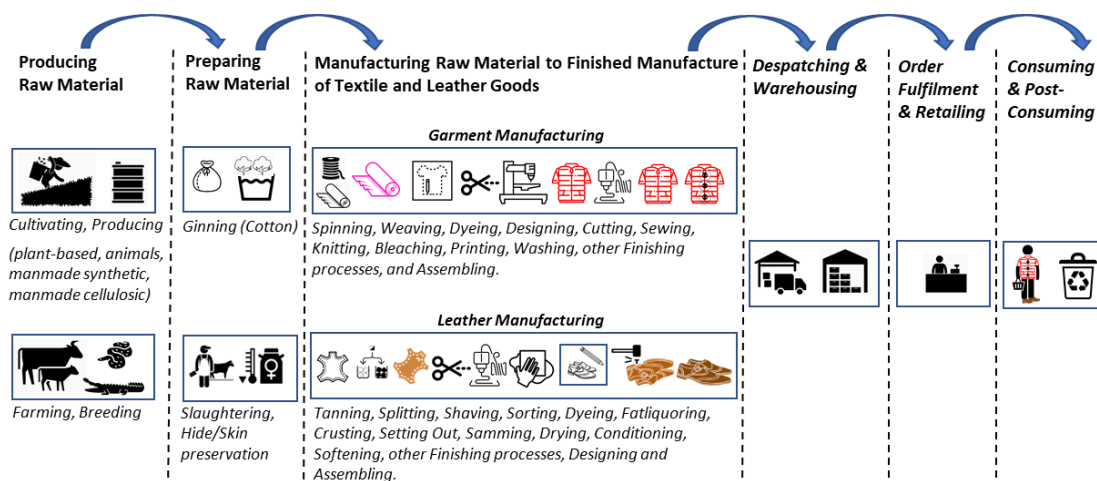 Producing
Raw Material
Preparing
Raw Material
Manufacturing Raw Material to Finished Manufacture
of Textile and Leather Goods
Despatching &
Warehousing
Order
Fulfilment
& Retailing
Consuming
& Post-
Consuming
Garment Manufacturing
Cultivating, Producing
(plant-based, animals,
manmade synthetic,
manmade cellulosic)
Ginning (Cotton)
Spinning, Weaving, Dyeing, Designing, Cutting, Sewing,
Knitting, Bleaching, Printing, Washing, other Finishing
processes, and Assembling.
Leather Manufacturing
Farming, Breeding
Slaughtering,
Hide/Skin
preservation
Tanning, Splitting, Shaving, Sorting, Dyeing, Fatliquoring,
Crusting, Setting Out, Samming, Drying, Conditioning,
Softening, other Finishing processes, Designing and
Assembling.